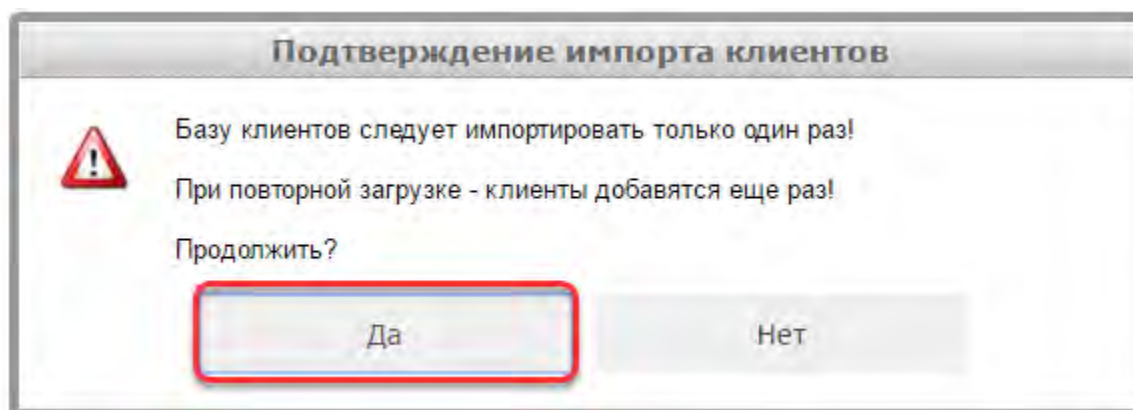 Подтверждение импорта клиентов
Базу клиентов следует импортировать только один раз!
При повторной загрузке - клиенты добавятся еще раз!
Продолжить?
Да
Нет